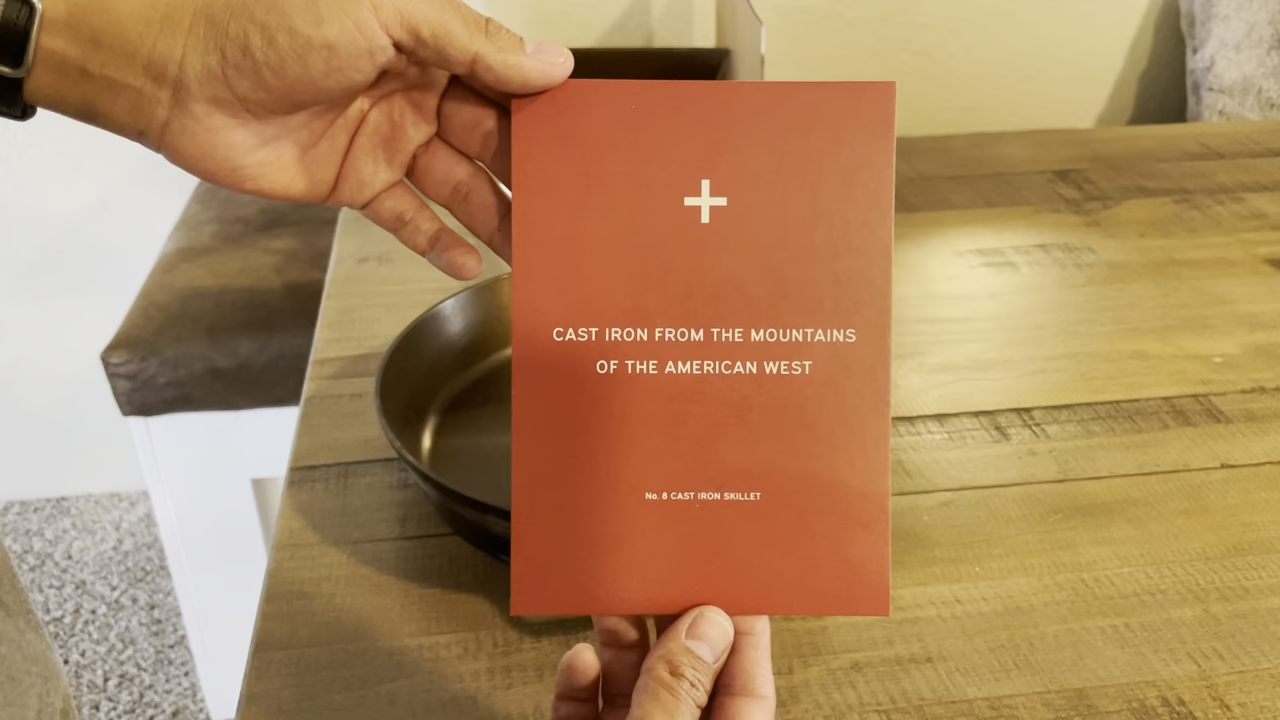 CAST IRON FROM THE MOUNTAINS
OF THE AMERICAN WEST
No. 8 CAST IRON SKILLET